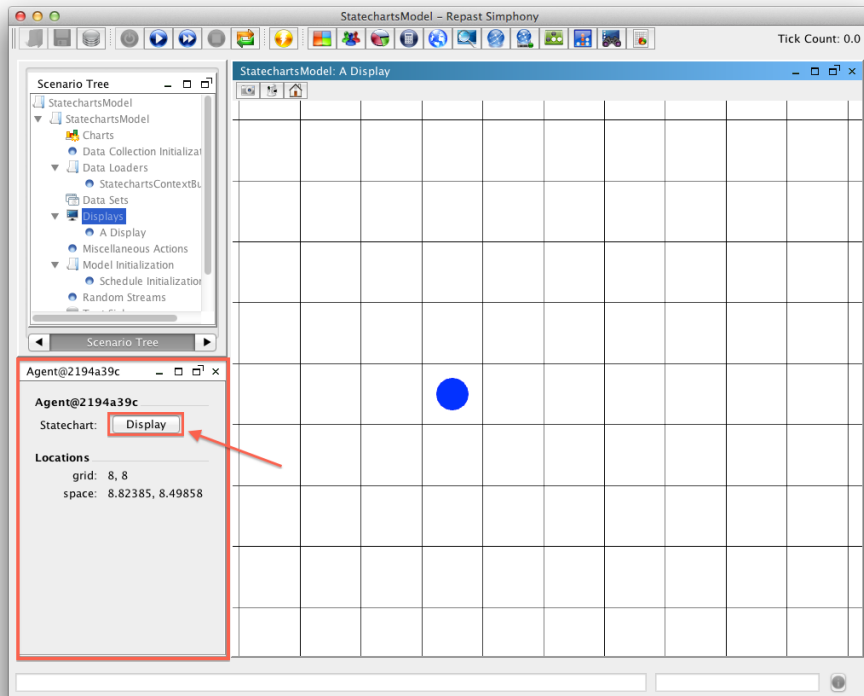 StatechartsModel – Repast Simphony
Tick Count: 0.0
Scenario Tree
StatechartsModel
StatechartsModel
Charts
Data Collection Initializat
Data Loaders
StatechartsContextBu
Data Sets
Displays
A Display
Miscellaneous Actions
Model Initialization
Schedule Initialization
Random Streams
Scenario Tree
StatechartsModel: A Display
Agent@2194a39c
Agent@2194a39c
Statechart: Display
Locations
grid: 8, 8
space: 8.82385, 8.49858